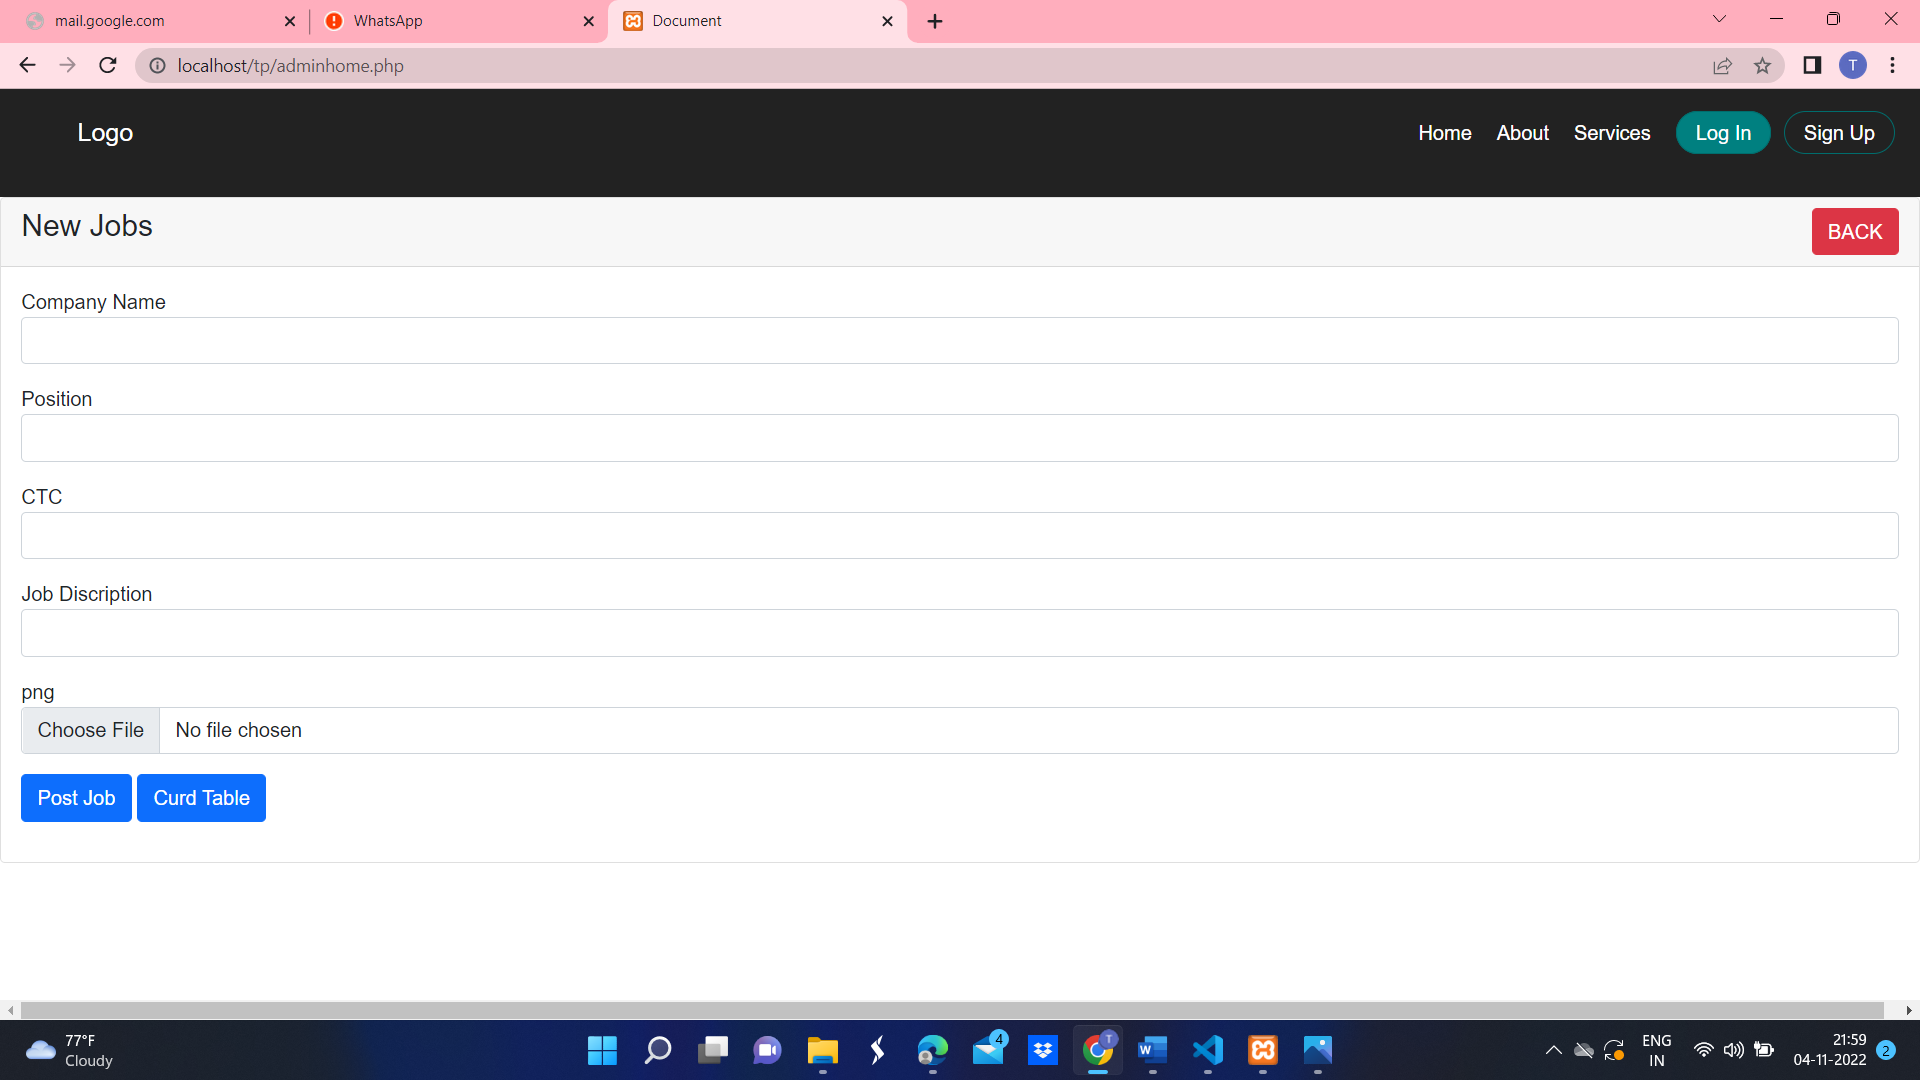 mail.google.com
WhatsApp
Document
localhost/tp/adminhome.php
T
Logo
Home About Services Log In Sign Up
New Jobs
BACK
Company Name
Position
CTC
Job Discription
png
Choose File No file chosen
Post Job Curd Table
77°F
Cloudy
4
T
W
ENG
IN
21:59
04-11-2022
2